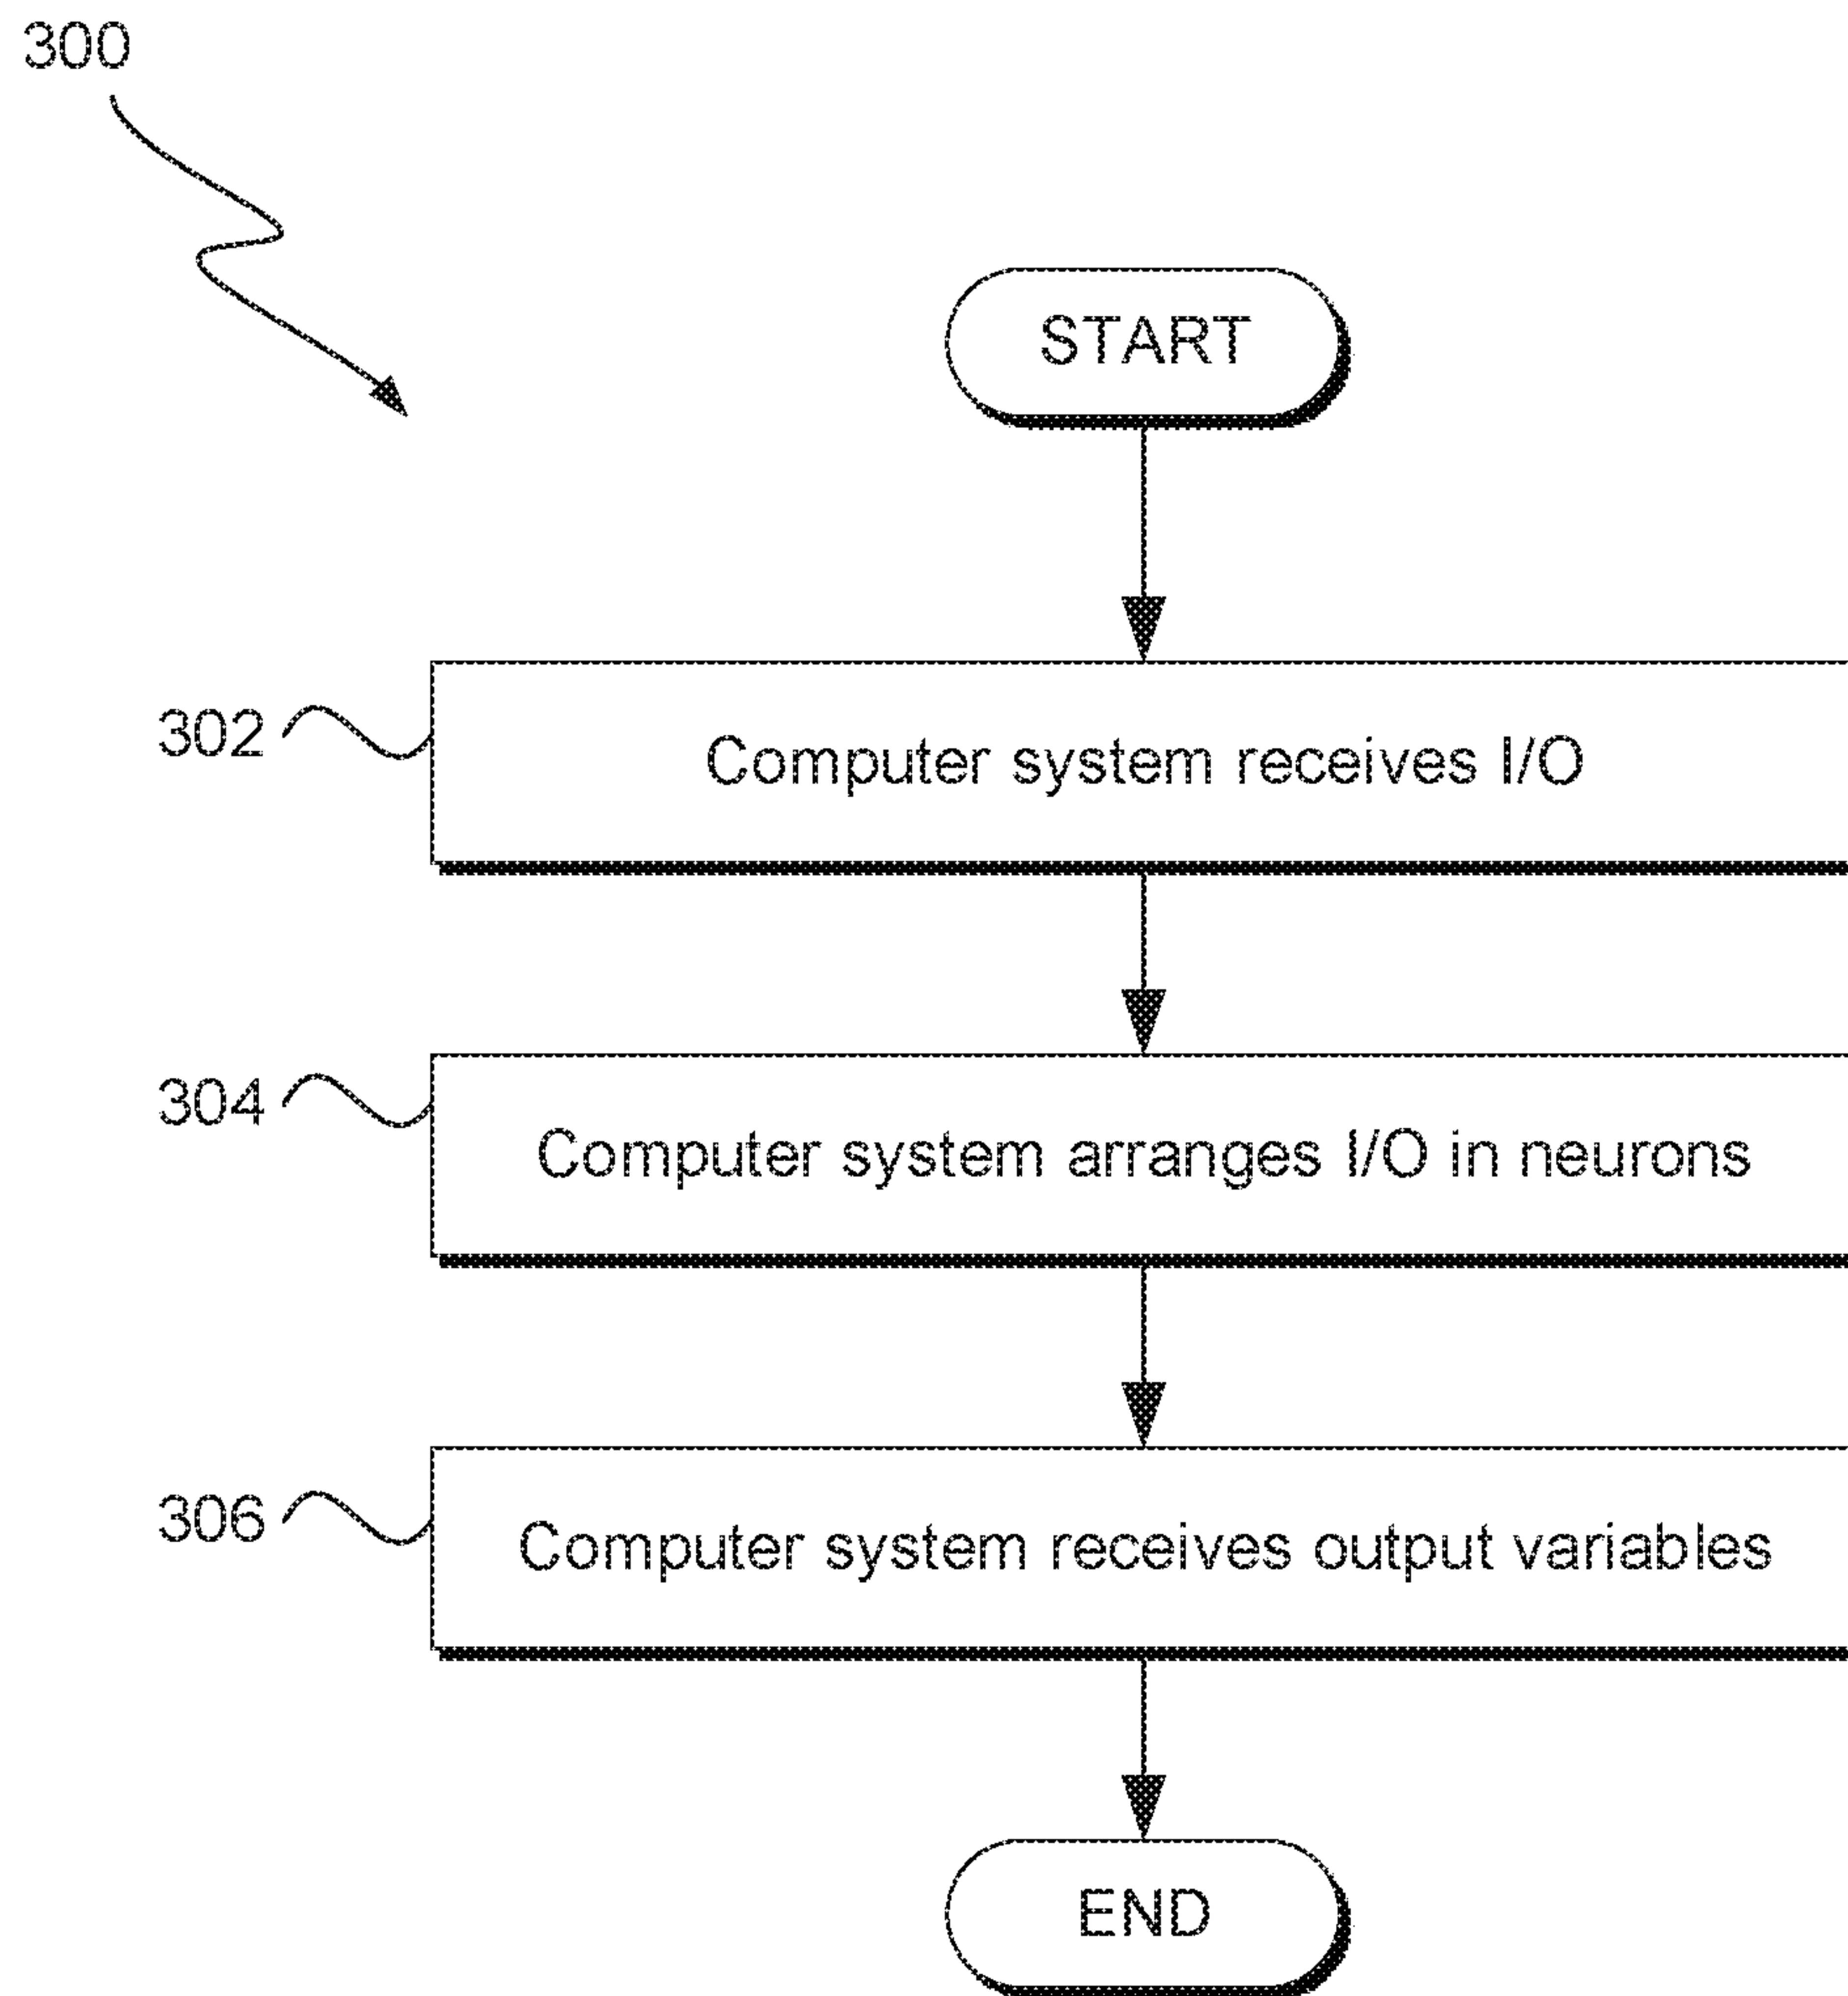 300
START
302
Computer system receives I/O
304
Computer system arranges I/O in neurons
306
Computer system receives output variables
END